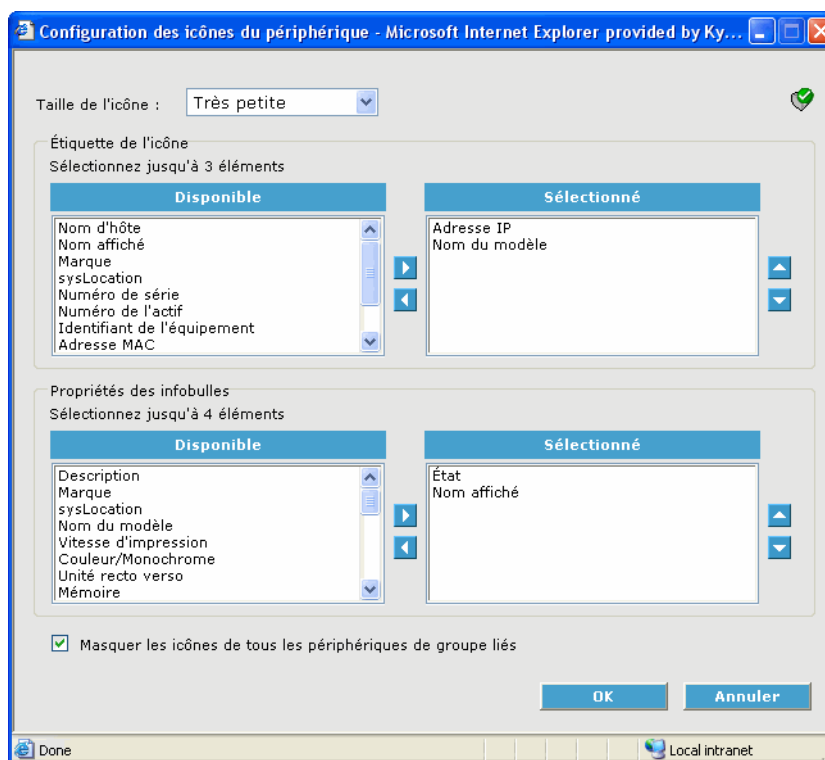 Configuration des icônes du périphérique - Microsoft Internet Explorer provided by Ky...
Taille de l'icône :
Très petite
Étiquette de l'icône
Sélectionnez jusqu'à 3 éléments
Disponible
Nom d'hôte
Nom affiché
Marque
sysLocation
Numéro de série
Numéro de l'actif
Identifiant de l'équipement
Adresse MAC
Sélectionné
Adresse IP
Nom du modèle
Propriétés des infobulles
Sélectionnez jusqu'à 4 éléments
Disponible
Description
Marque
sysLocation
Nom du modèle
Vitesse d'impression
Couleur/Monochrome
Unité recto verso
Mémoire
Sélectionné
État
Nom affiché
Masquer les icônes de tous les périphériques de groupe liés
OK
Annuler
Done
Local intranet